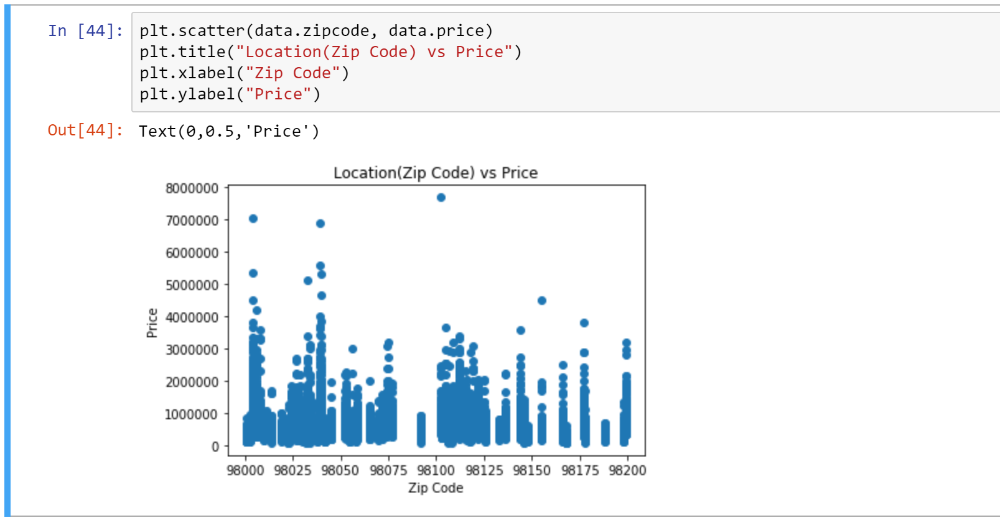 In [44]: plt.scatter(data.zipcode, data.price)
plt.title("Location(Zip Code) vs Price")
plt.xlabel("Zip Code")
plt.ylabel("Price")
Out[44]: Text(0,0.5,'Price')
Location(Zip Code) vs Price
8000000
7000000
6000000
5000000
4000000
3000000
2000000
1000000
0
Price
98000 98025 98050 98075 98100 98125 98150 98175 98200
Zip Code